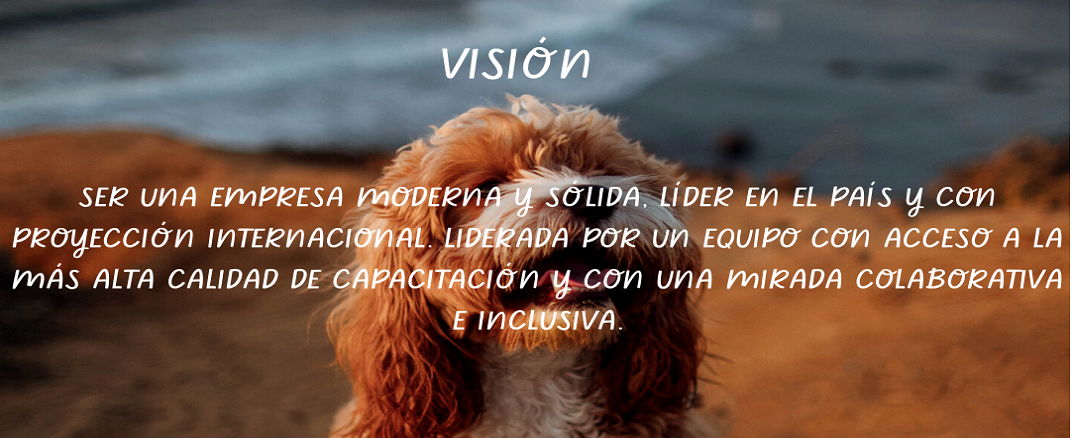 VISIÓN
SER UNA EMPRESA MODERNA Y SÓLIDA, LÍDER EN EL PAÍS Y CON
PROYECCIÓN INTERNACIONAL. LIDERADA POR UN EQUIPO CON ACCESO A LA
MÁS ALTA CALIDAD DE CAPACITACIÓN Y CON UNA MIRADA COLABORATIVA
E INCLUSIVA.